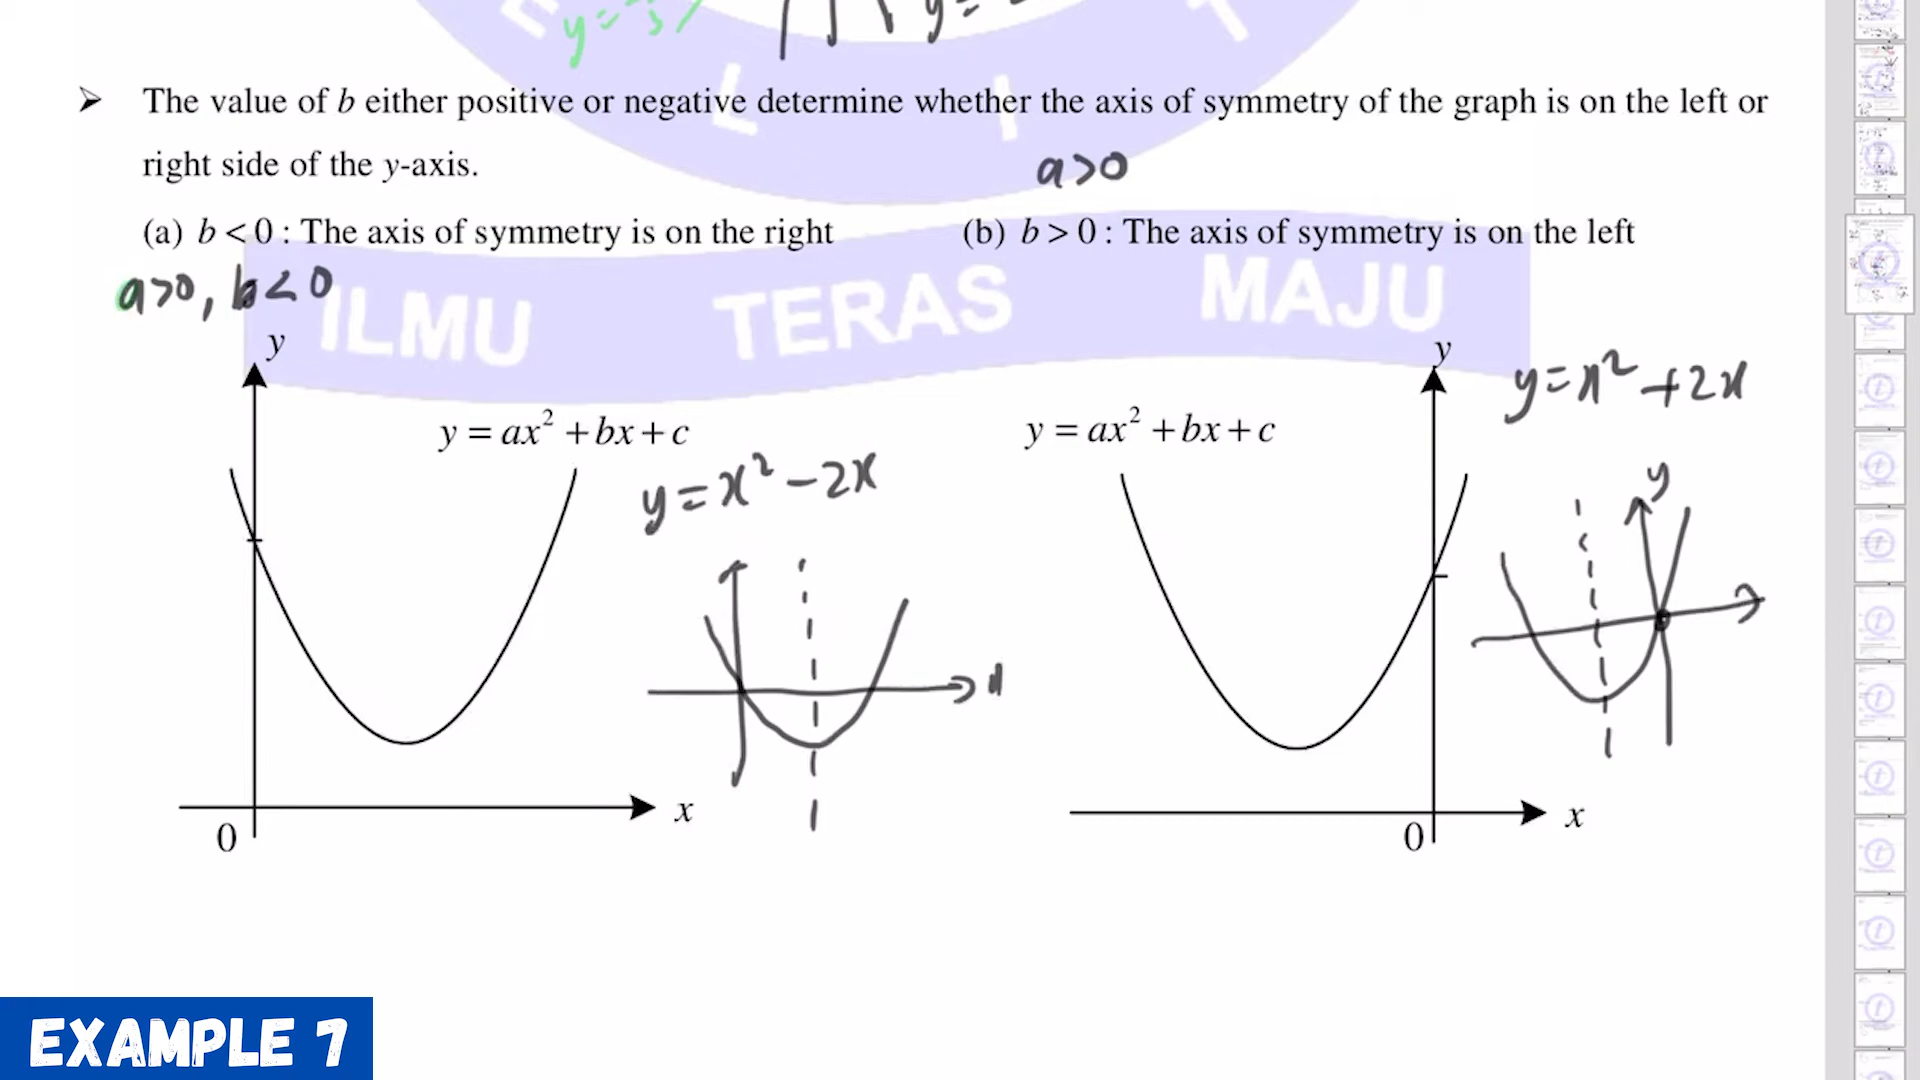 y=
y=
E L I T
➢ The value of b either positive or negative determine whether the axis of symmetry of the graph is on the left or
right side of the y-axis.
a>0
(a) b < 0 : The axis of symmetry is on the right
(b) b > 0 : The axis of symmetry is on the left
a>0, b<0
ILMU TERAS MAJU
y
y = ax² + bx + c
y=x²-2x
x
x
0
y
y = ax² + bx + c
y=x²+2x
y
x
0
EXAMPLE 7